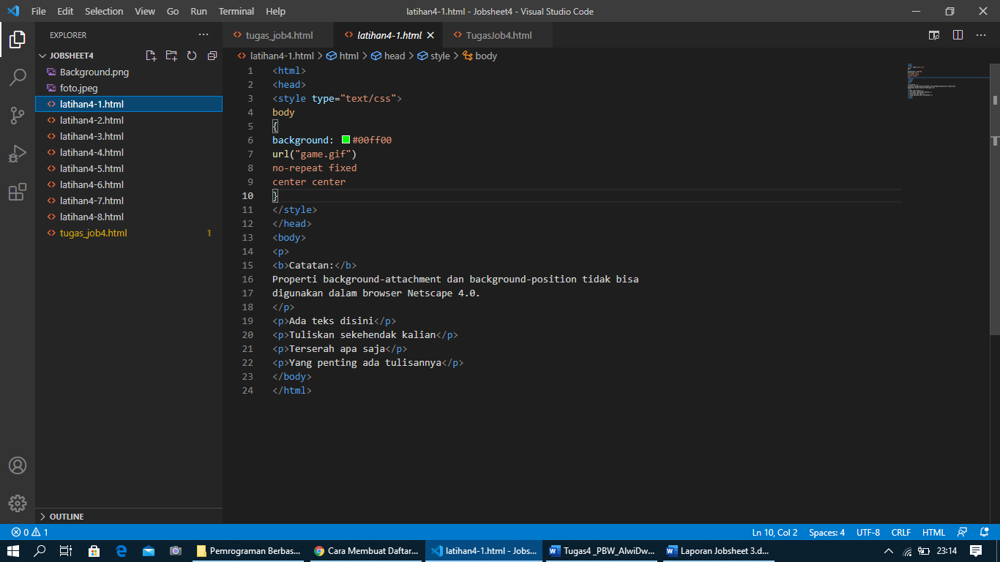 File Edit Selection View Go Run Terminal Help
latihan4-1.html - Jobsheet4 - Visual Studio Code
EXPLORER
JOBSHEET4
Background.png
foto.jpeg
latihan4-1.html
latihan4-2.html
latihan4-3.html
latihan4-4.html
latihan4-5.html
latihan4-6.html
latihan4-7.html
latihan4-8.html
tugas_job4.html 1
OUTLINE
tugas_job4.html latihan4-1.html TugasJob4.html
latihan4-1.html > html > head > style > body
1 <html>
2 <head>
3 <style type="text/css">
4 body
5 {
6 background: #00ff00
7 url("game.gif")
8 no-repeat fixed
9 center center
10 }
11 </style>
12 </head>
13 <body>
14 <p>
15 <b>Catatan:</b>
16 Properti background-attachment dan background-position tidak bisa
17 digunakan dalam browser Netscape 4.0.
18 </p>
19 <p>Ada teks disini</p>
20 <p>Tuliskan sekehendak kalian</p>
21 <p>Terserah apa saja</p>
22 <p>Yang penting ada tulisannya</p>
23 </body>
24 </html>
0 1 Ln 10, Col 2 Spaces: 4 UTF-8 CRLF HTML
Pemrograman Berbas... Cara Membuat Daftar... latihan4-1.html - Jobs... Tugas4 _PBW_AlwiDw... Laporan Jobsheet 3.d... 23:14